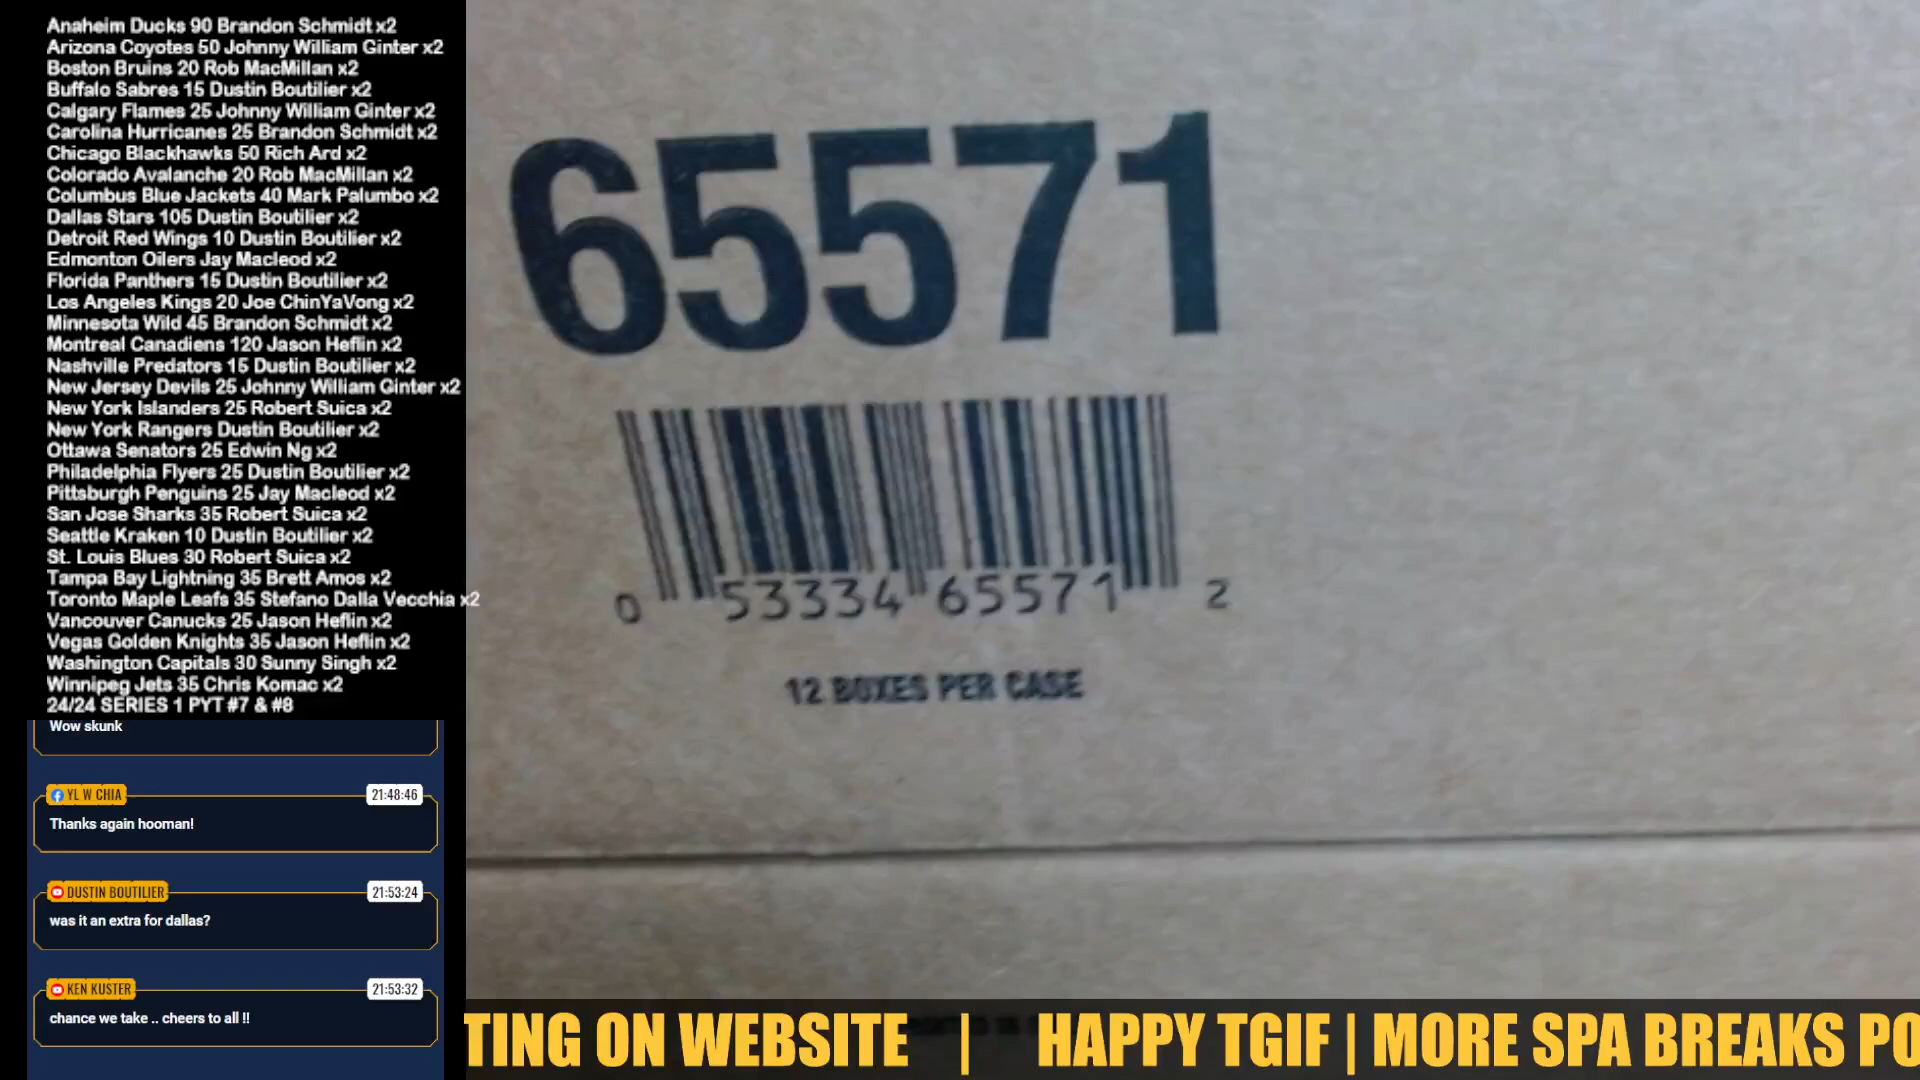 Anaheim Ducks 90 Brandon Schmidt x2
Arizona Coyotes 50 Johnny William Ginter x2
Boston Bruins 20 Rob MacMillan x2
Buffalo Sabres 15 Dustin Boutilier x2
Calgary Flames 25 Johnny William Ginter x2
Carolina Hurricanes 25 Brandon Schmidt x2
Chicago Blackhawks 50 Rich Ard x2
Colorado Avalanche 20 Rob MacMillan x2
Columbus Blue Jackets 40 Mark Palumbo x2
Dallas Stars 105 Dustin Boutilier x2
Detroit Red Wings 10 Dustin Boutilier x2
Edmonton Oilers Jay Macleod x2
Florida Panthers 15 Dustin Boutilier x2
Los Angeles Kings 20 Joe ChinYaVong x2
Minnesota Wild 45 Brandon Schmidt x2
Montreal Canadiens 120 Jason Heflin x2
Nashville Predators 15 Dustin Boutilier x2
New Jersey Devils 25 Johnny William Ginter x2
New York Islanders 25 Robert Suica x2
New York Rangers Dustin Boutilier x2
Ottawa Senators 25 Edwin Ng x2
Philadelphia Flyers 25 Dustin Boutilier x2
Pittsburgh Penguins 25 Jay Macleod x2
San Jose Sharks 35 Robert Suica x2
Seattle Kraken 10 Dustin Boutilier x2
St. Louis Blues 30 Robert Suica x2
Tampa Bay Lightning 35 Brett Amos x2
Toronto Maple Leafs 35 Stefano Dalla Vecchia x2
Vancouver Canucks 25 Jason Heflin x2
Vegas Golden Knights 35 Jason Heflin x2
Washington Capitals 30 Sunny Singh x2
Winnipeg Jets 35 Chris Komac x2
24/24 SERIES 1 PYT #7 & #8
Wow skunk
YL W CHIA 21:48:46
Thanks again hooman!
DUSTIN BOUTILIER 21:53:24
was it an extra for dallas?
KEN KUSTER 21:53:32
chance we take .. cheers to all !!
65571
0 53334 65571 2
12 BOXES PER CASE
TING ON WEBSITE | HAPPY TGIF | MORE SPA BREAKS PO